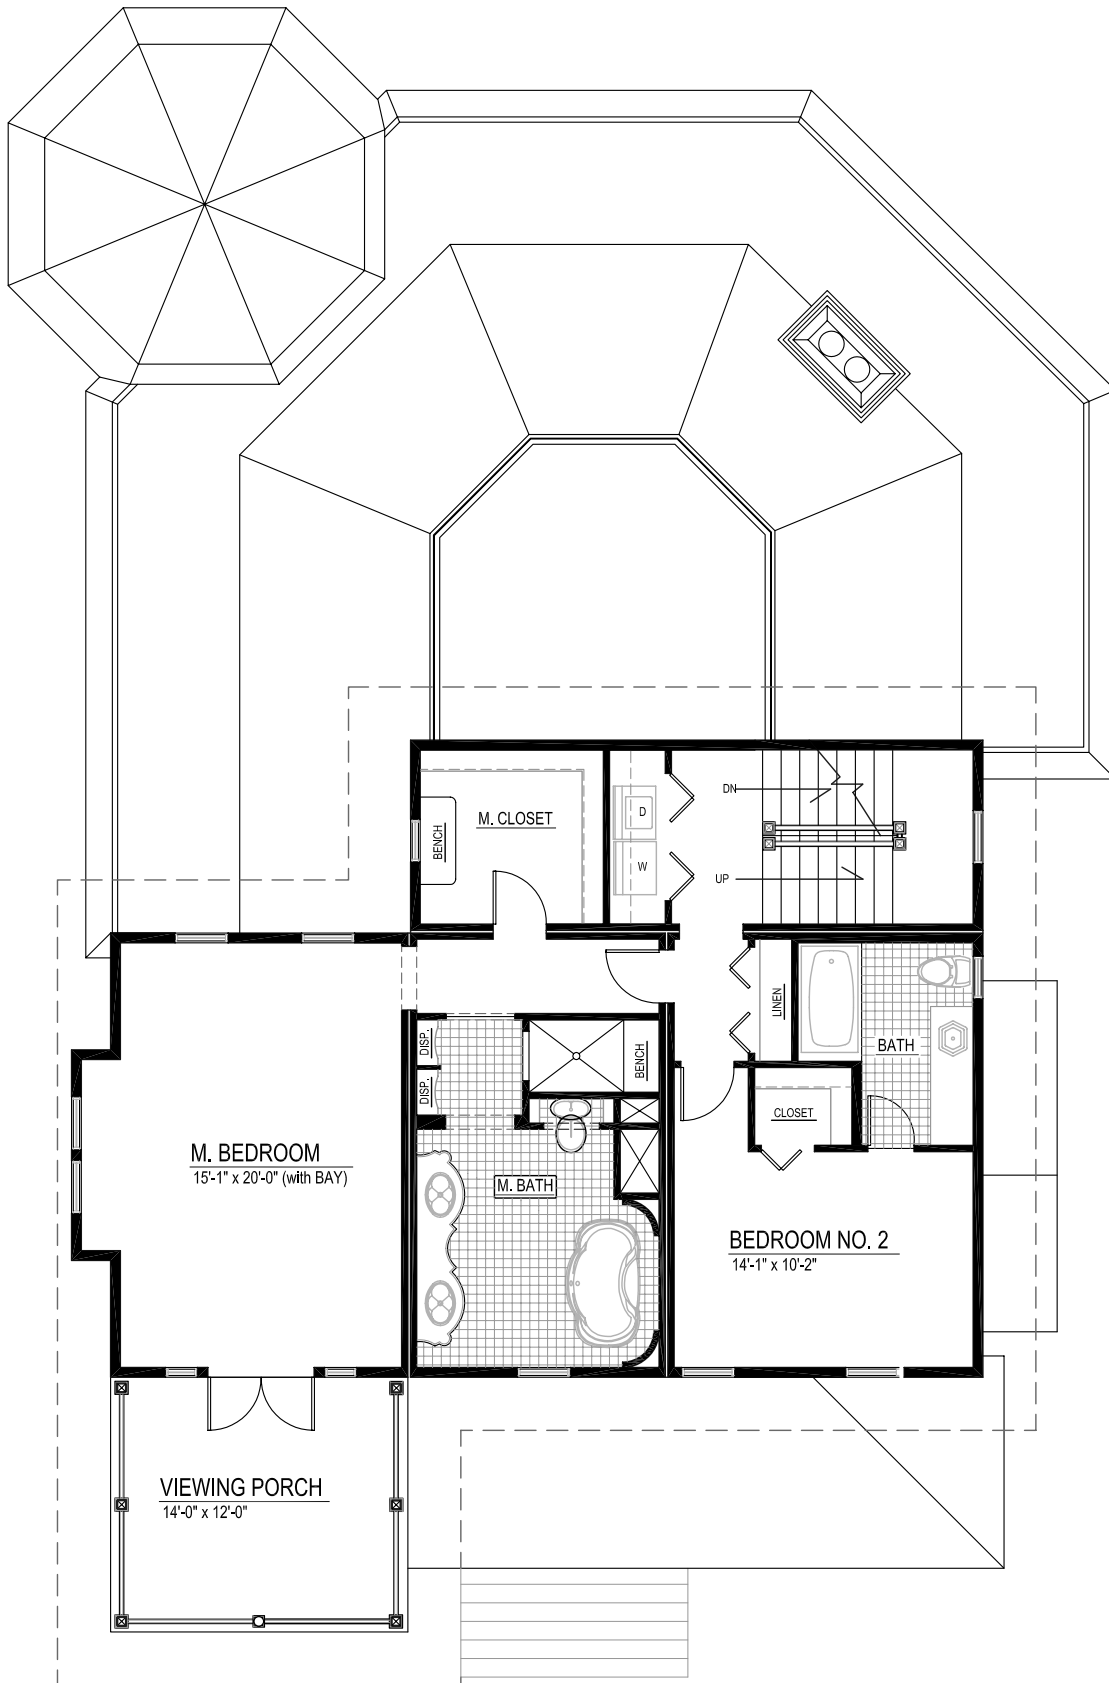 DN
D
M. CLOSET
BENCH
W
UP
LINEN
DISP.
BATH
BENCH
DISP.
CLOSET
M. BEDROOM
15'-1" x 20'-0" (with BAY)
M. BATH
BEDROOM NO. 2
14'-1" x 10'-2"
VIEWING PORCH
14'-0" x 12'-0"